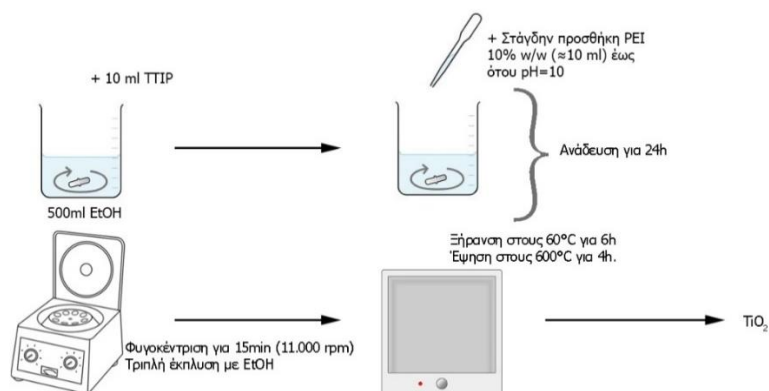 + 10 ml TTIP
500ml EtOH
+ Στάγδην προσθήκη PEI
10% w/w (≈10 ml) έως
ότου pH=10
Ανάδευση για 24h
Φυγοκέντριση για 15min (11.000 rpm)
Τριπλή έκπλυση με EtOH
Ξήρανση στους 60°C για 6h
Έψηση στους 600°C για 4h.
TiO₂